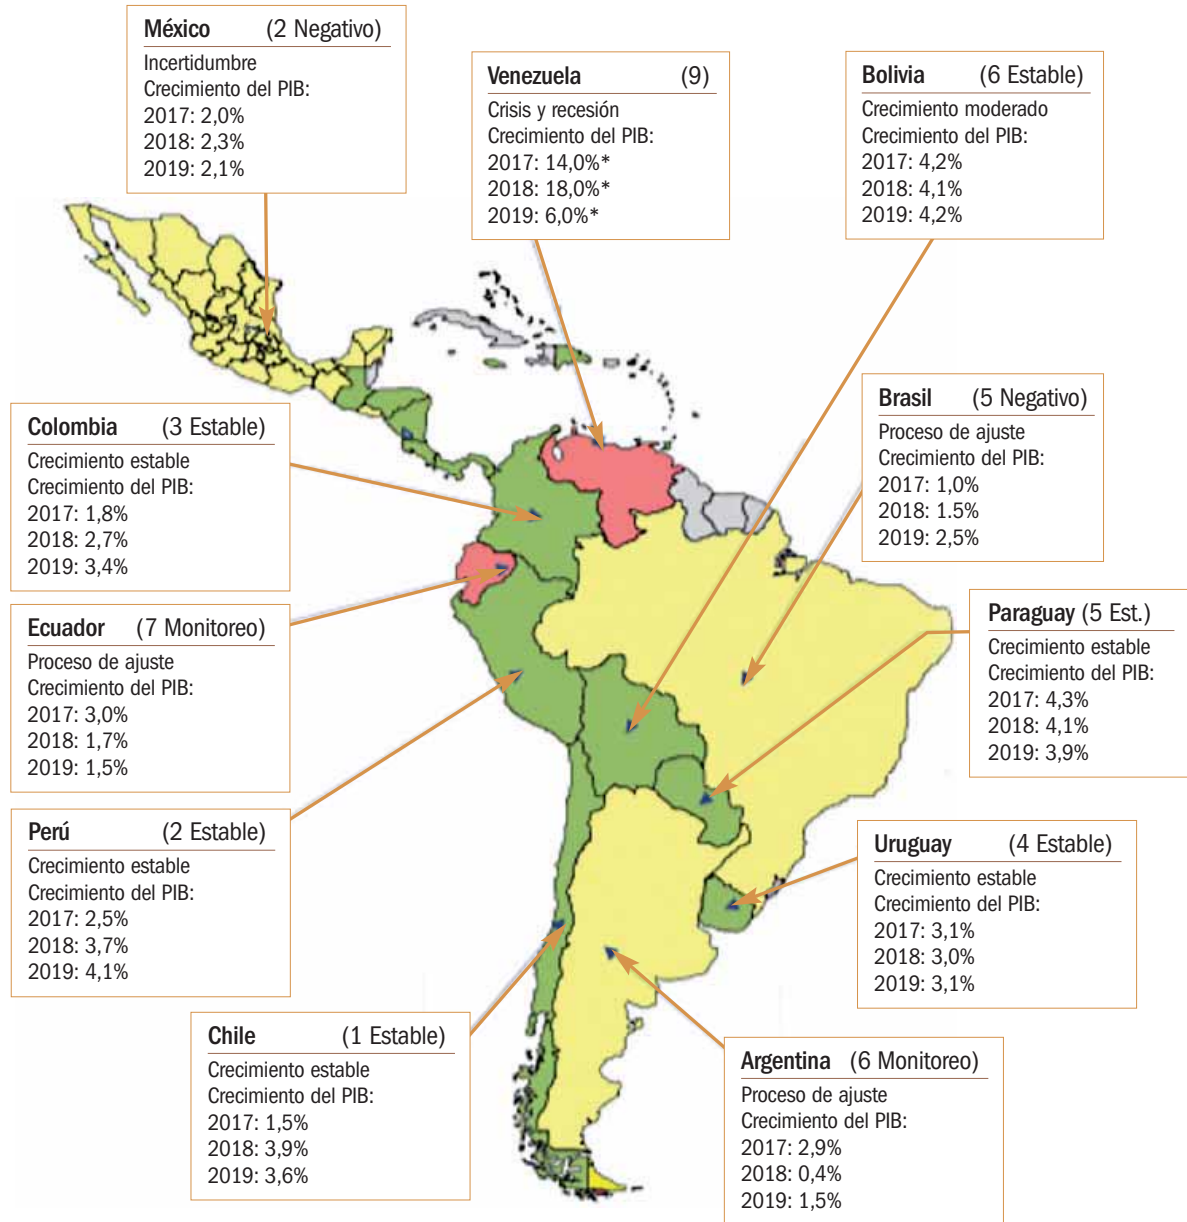 México (2 Negativo)
Incertidumbre
Crecimiento del PIB:
2017: 2,0%
2018: 2,3%
2019: 2,1%
Venezuela (9)
Crisis y recesión
Crecimiento del PIB:
2017: 14,0%*
2018: 18,0%*
2019: 6,0%*
Bolivia (6 Estable)
Crecimiento moderado
Crecimiento del PIB:
2017: 4,2%
2018: 4,1%
2019: 4,2%
Brasil (5 Negativo)
Proceso de ajuste
Crecimiento del PIB:
2017: 1,0%
2018: 1.5%
2019: 2,5%
Colombia (3 Estable)
Crecimiento estable
Crecimiento del PIB:
2017: 1,8%
2018: 2,7%
2019: 3,4%
Ecuador (7 Monitoreo)
Proceso de ajuste
Crecimiento del PIB:
2017: 3,0%
2018: 1,7%
2019: 1,5%
Paraguay (5 Est.)
Crecimiento estable
Crecimiento del PIB:
2017: 4,3%
2018: 4,1%
2019: 3,9%
Perú (2 Estable)
Crecimiento estable
Crecimiento del PIB:
2017: 2,5%
2018: 3,7%
2019: 4,1%
Uruguay (4 Estable)
Crecimiento estable
Crecimiento del PIB:
2017: 3,1%
2018: 3,0%
2019: 3,1%
Chile (1 Estable)
Crecimiento estable
Crecimiento del PIB:
2017: 1,5%
2018: 3,9%
2019: 3,6%
Argentina (6 Monitoreo)
Proceso de ajuste
Crecimiento del PIB:
2017: 2,9%
2018: 0,4%
2019: 1,5%